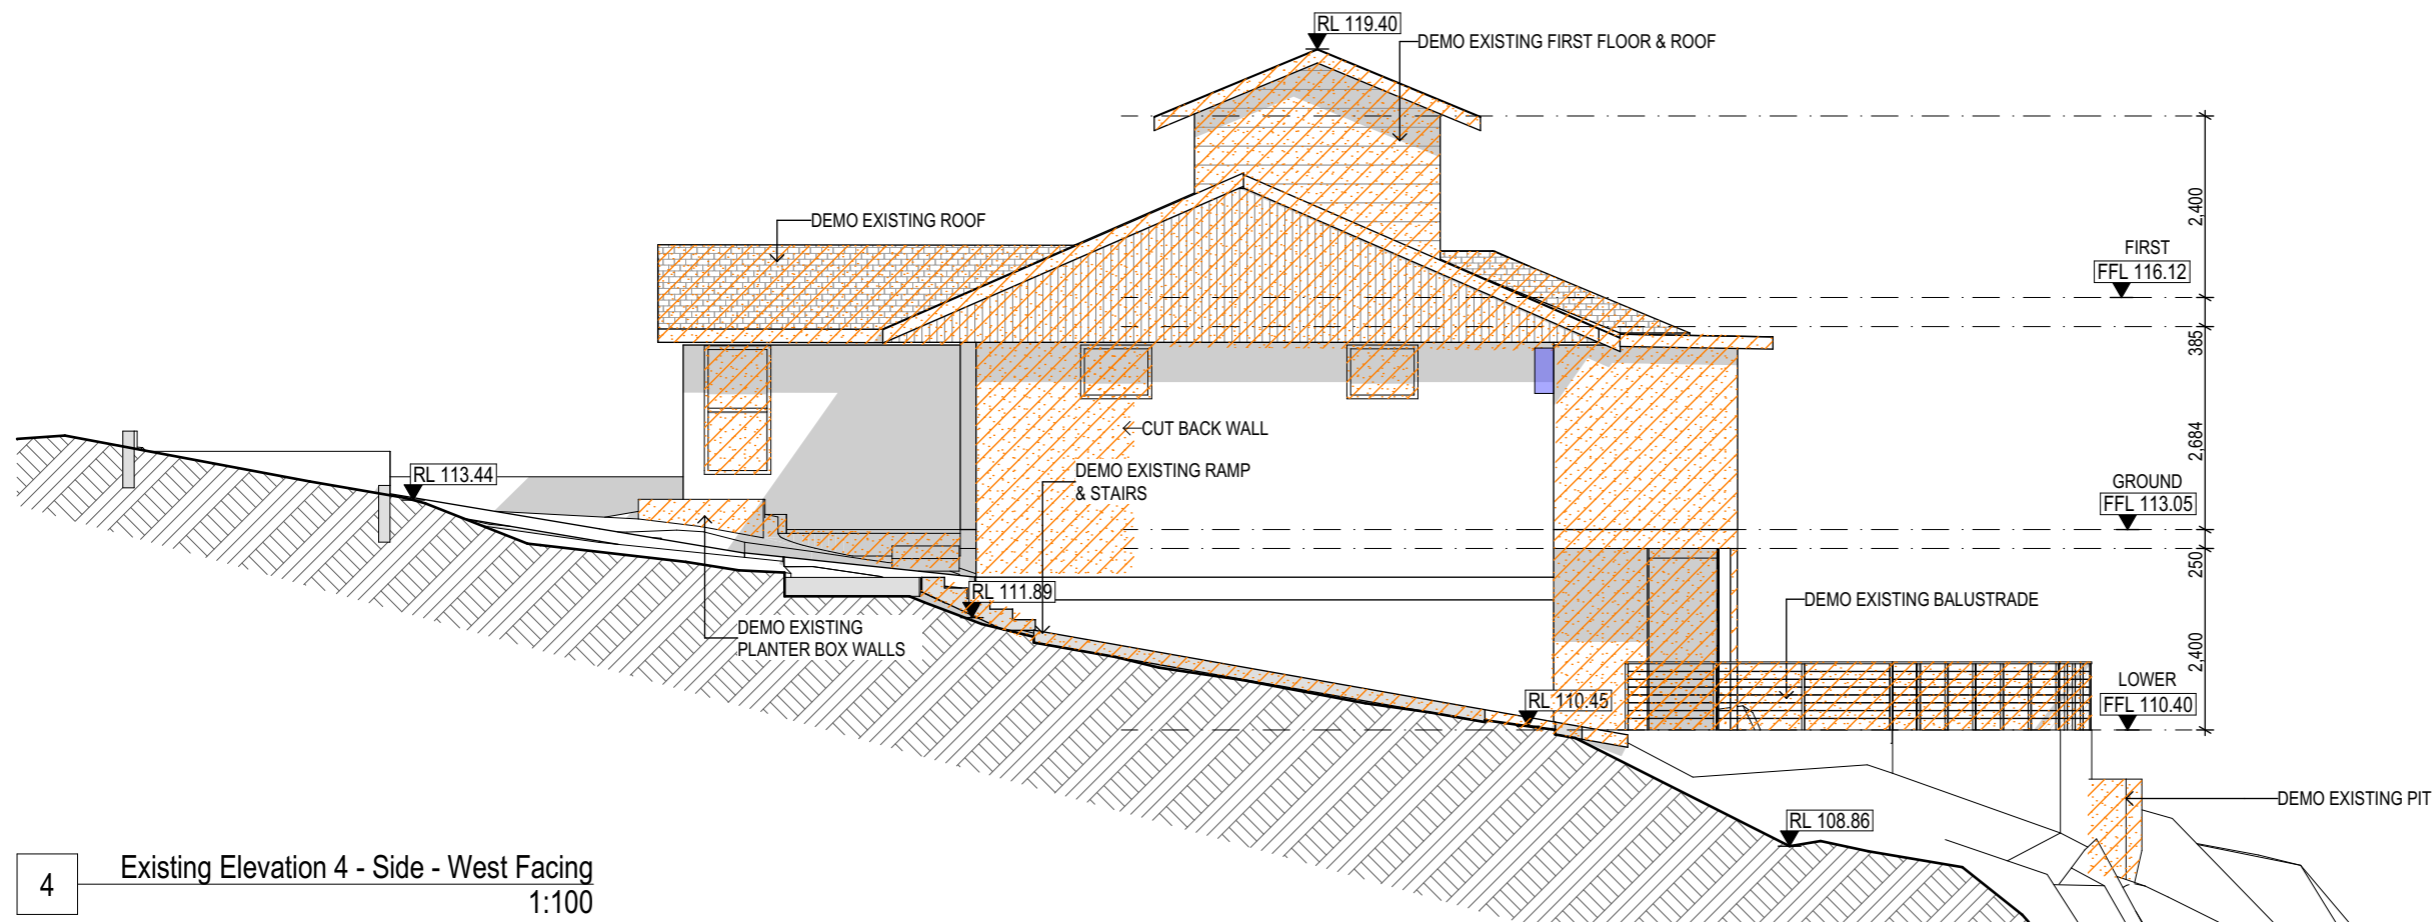 RL 119.40
DEMO EXISTING FIRST FLOOR & ROOF
DEMO EXISTING ROOF
2,400
FIRST
FFL 116.12
385
CUT BACK WALL
2,684
RL 113.44
DEMO EXISTING RAMP
& STAIRS
GROUND
FFL 113.05
250
RL 111.89
DEMO EXISTING BALUSTRADE
DEMO EXISTING
PLANTER BOX WALLS
2,400
LOWER
FFL 110.40
RL 110.45
DEMO EXISTING PIT
RL 108.86
4
Existing Elevation 4 - Side - West Facing
1:100